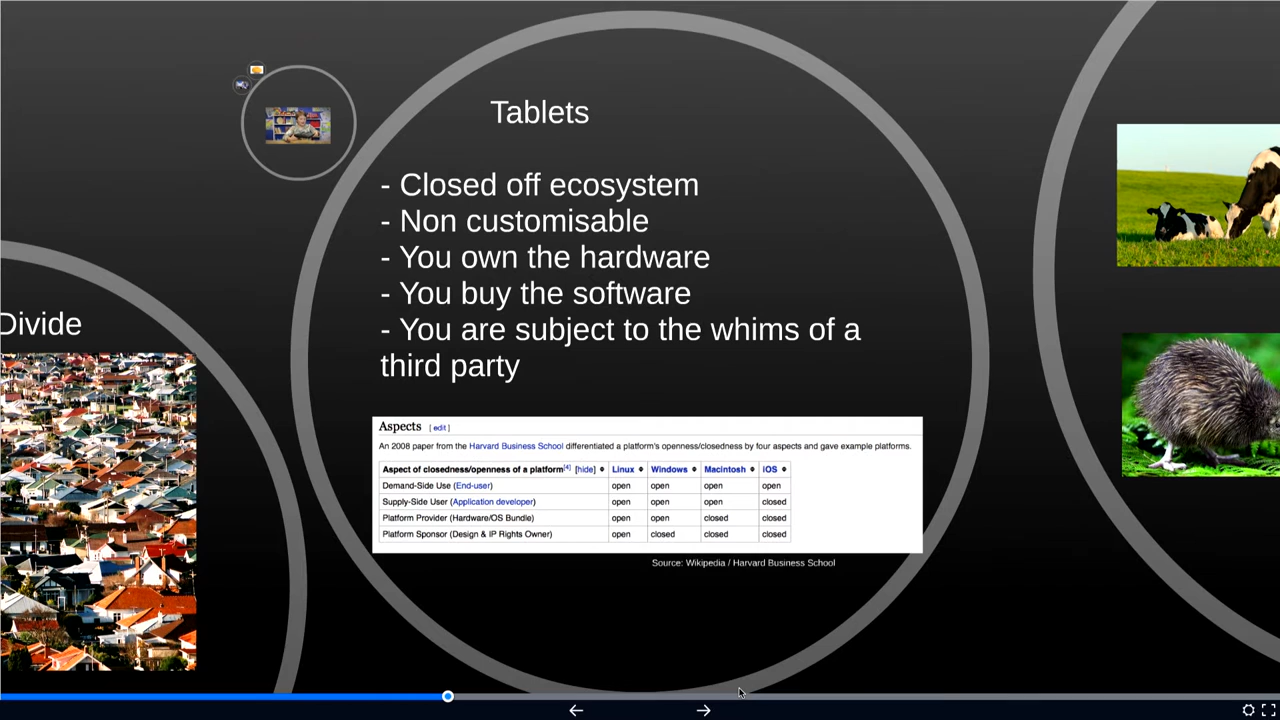 Tablets
- Closed off ecosystem
- Non customisable
- You own the hardware
- You buy the software
- You are subject to the whims of a
third party
Divide
Aspects [ edit ]
An 2008 paper from the Harvard Business School differentiated a platform's openness/closedness by four aspects and gave example platforms.
Aspect of closedness/openness of a platform[4] [hide] Linux Windows Macintosh iOS
Demand-Side Use (End-user) open open open open
Supply-Side User (Application developer) open open open closed
Platform Provider (Hardware/OS Bundle) open open closed closed
Platform Sponsor (Design & IP Rights Owner) open closed closed closed
Source: Wikipedia / Harvard Business School